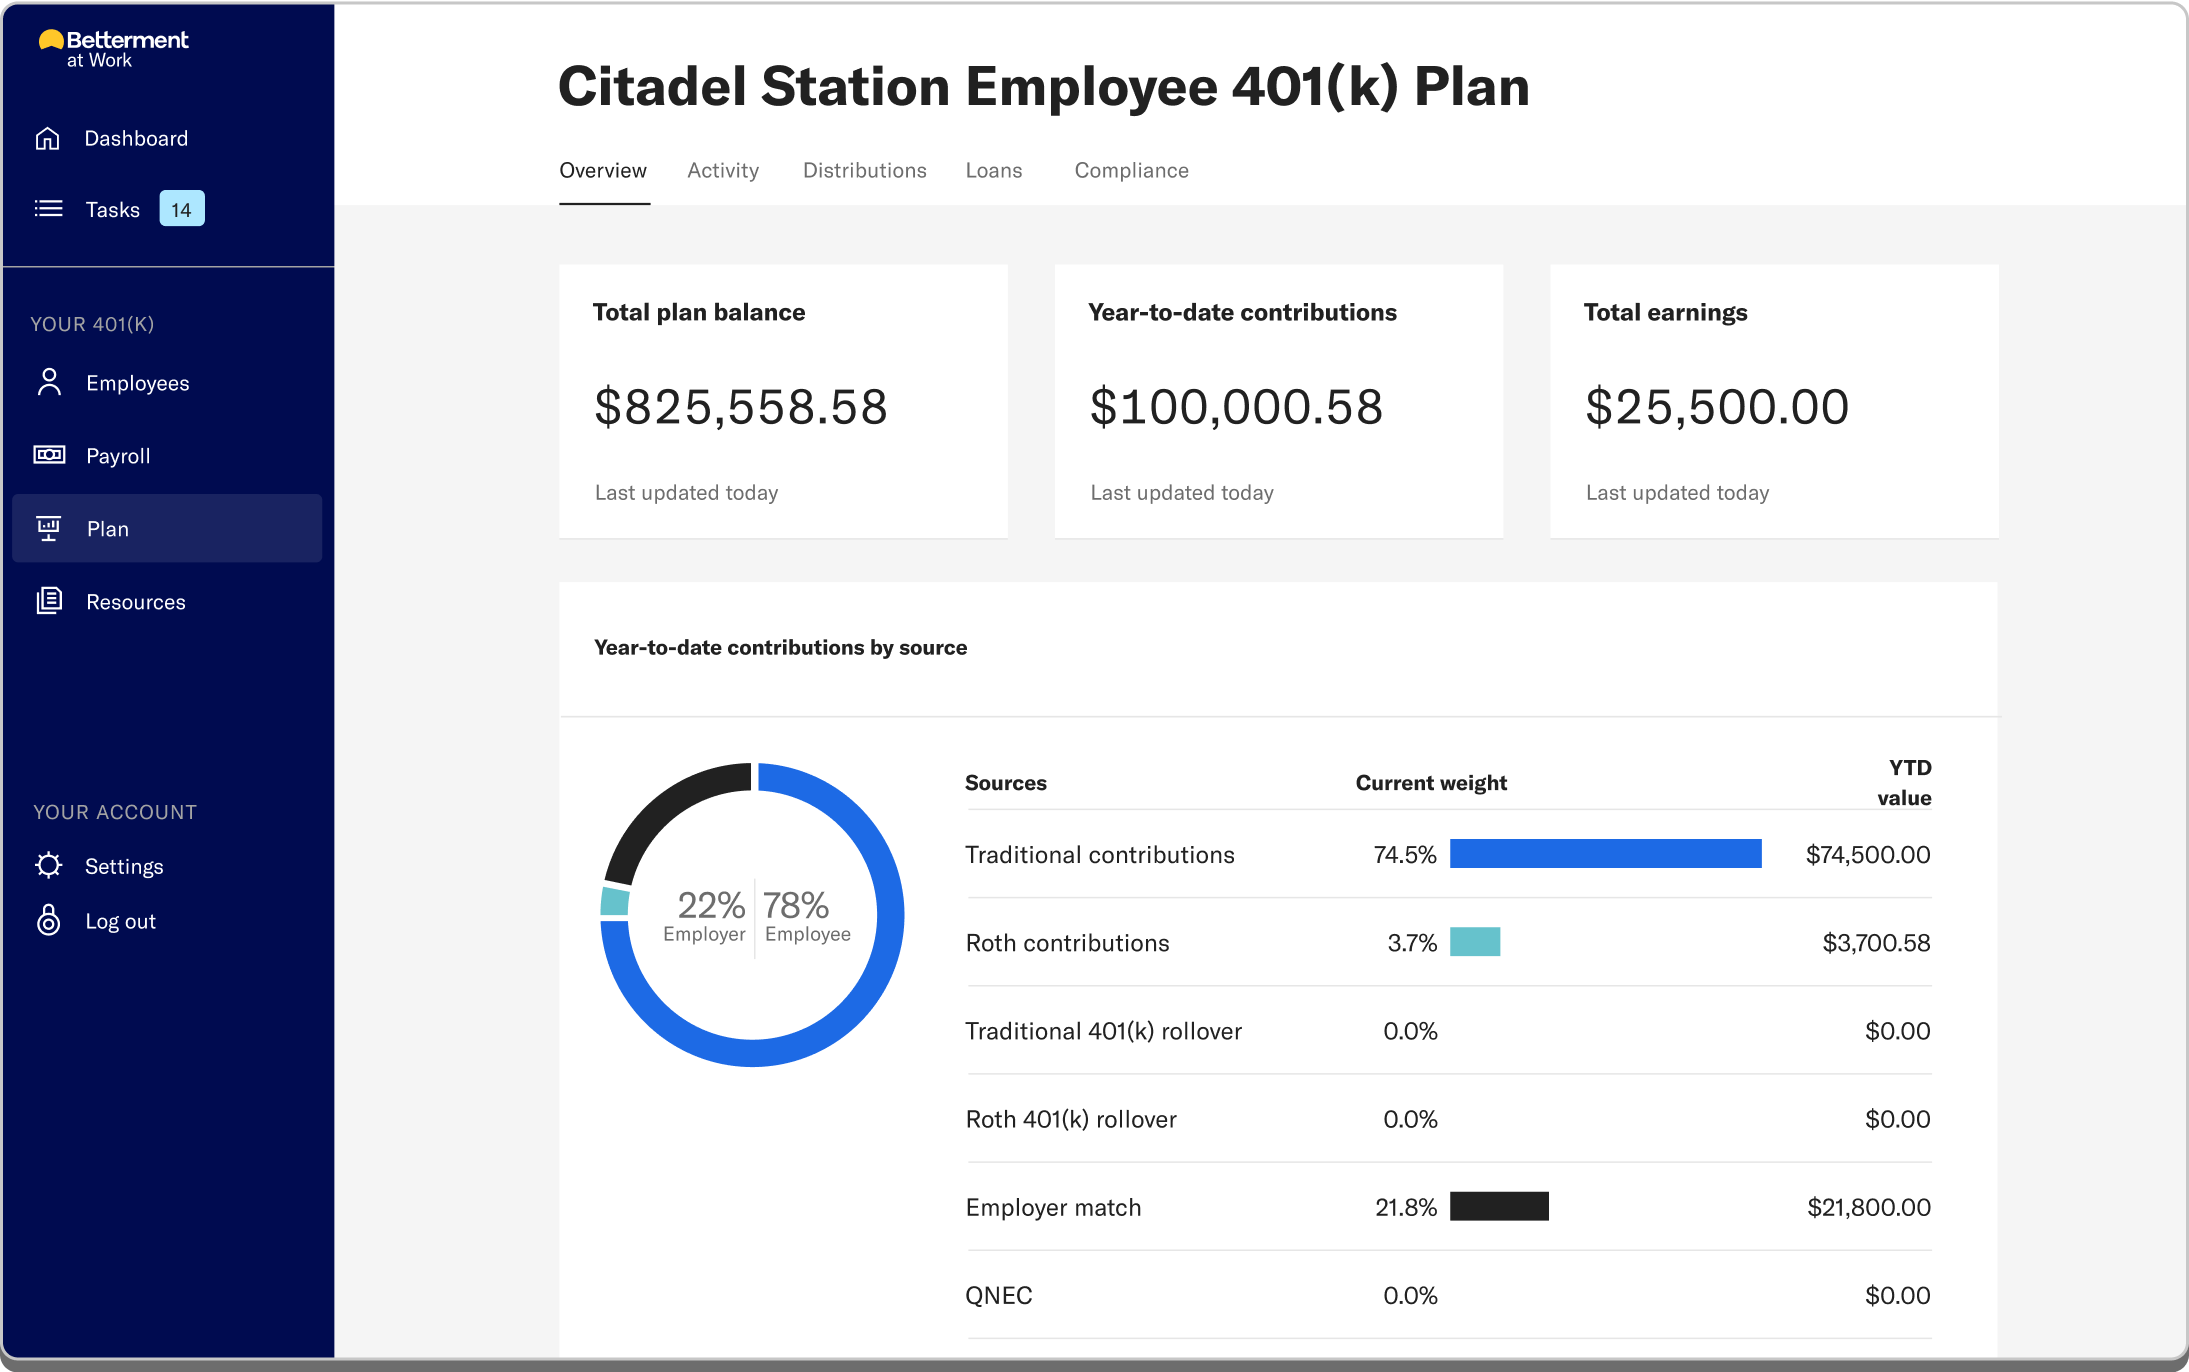 Betterment
at Work
Dashboard
Tasks 14
YOUR 401(K)
Employees
Payroll
Plan
Resources
YOUR ACCOUNT
Settings
Log out
Citadel Station Employee 401(k) Plan
Overview Activity Distributions Loans Compliance
Total plan balance
$825,558.58
Last updated today
Year-to-date contributions
$100,000.58
Last updated today
Total earnings
$25,500.00
Last updated today
Year-to-date contributions by source
22% 78%
Employer Employee
Sources Current weight YTD
value
Traditional contributions 74.5% $74,500.00
Roth contributions 3.7% $3,700.58
Traditional 401(k) rollover 0.0% $0.00
Roth 401(k) rollover 0.0% $0.00
Employer match 21.8% $21,800.00
QNEC 0.0% $0.00